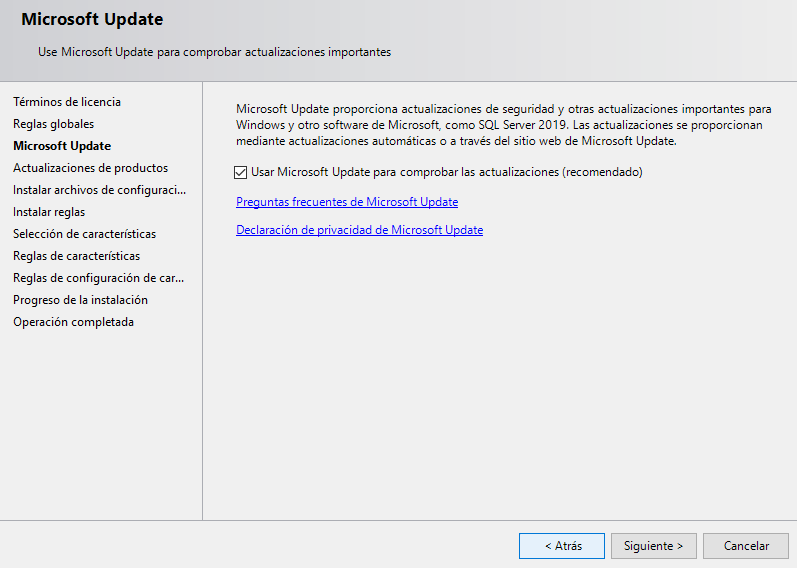 Microsoft Update
Use Microsoft Update para comprobar actualizaciones importantes
Términos de licencia
Reglas globales
Microsoft Update
Actualizaciones de productos
Instalar archivos de configuraci...
Instalar reglas
Selección de características
Reglas de características
Reglas de configuración de car...
Progreso de la instalación
Operación completada
Microsoft Update proporciona actualizaciones de seguridad y otras actualizaciones importantes para
Windows y otro software de Microsoft, como SQL Server 2019. Las actualizaciones se proporcionan
mediante actualizaciones automáticas o a través del sitio web de Microsoft Update.
Usar Microsoft Update para comprobar las actualizaciones (recomendado)
Preguntas frecuentes de Microsoft Update
Declaración de privacidad de Microsoft Update
< Atrás
Siguiente >
Cancelar